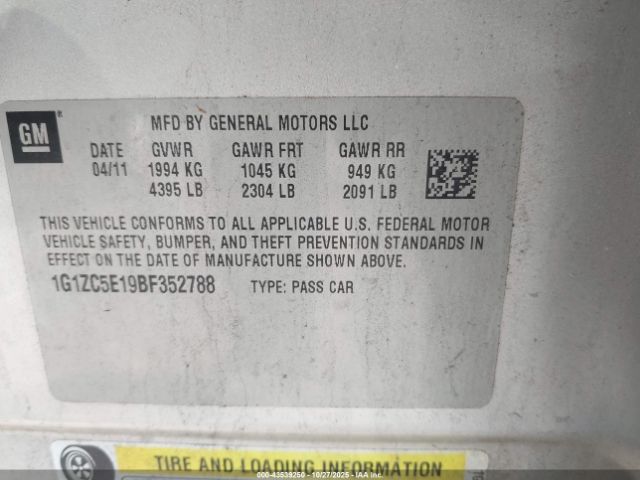 GM
MFD BY GENERAL MOTORS LLC
DATE GVWR GAWR FRT GAWR RR
04/11 1994 KG 1045 KG 949 KG
4395 LB 2304 LB 2091 LB
THIS VEHICLE CONFORMS TO ALL APPLICABLE U.S. FEDERAL MOTOR
VEHICLE SAFETY, BUMPER, AND THEFT PREVENTION STANDARDS IN
EFFECT ON THE DATE OF MANUFACTURE SHOWN ABOVE.
1G1ZC5E19BF352788 TYPE: PASS CAR
TIRE AND LOADING INFORMATION
000-43539250 - 10/27/2025 - IAAI.COM